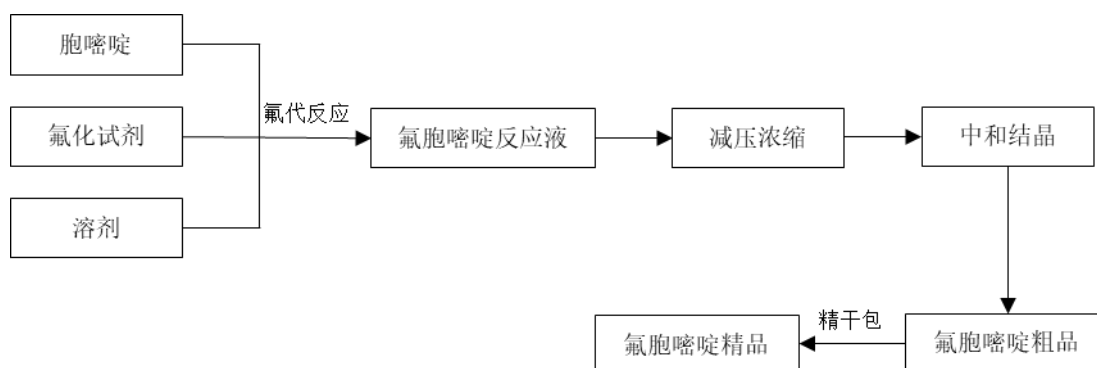 胞嘧啶
氟化试剂
溶剂
氟代反应
氟胞嘧啶反应液
减压浓缩
中和结晶
氟胞嘧啶粗品
精干包
氟胞嘧啶精品